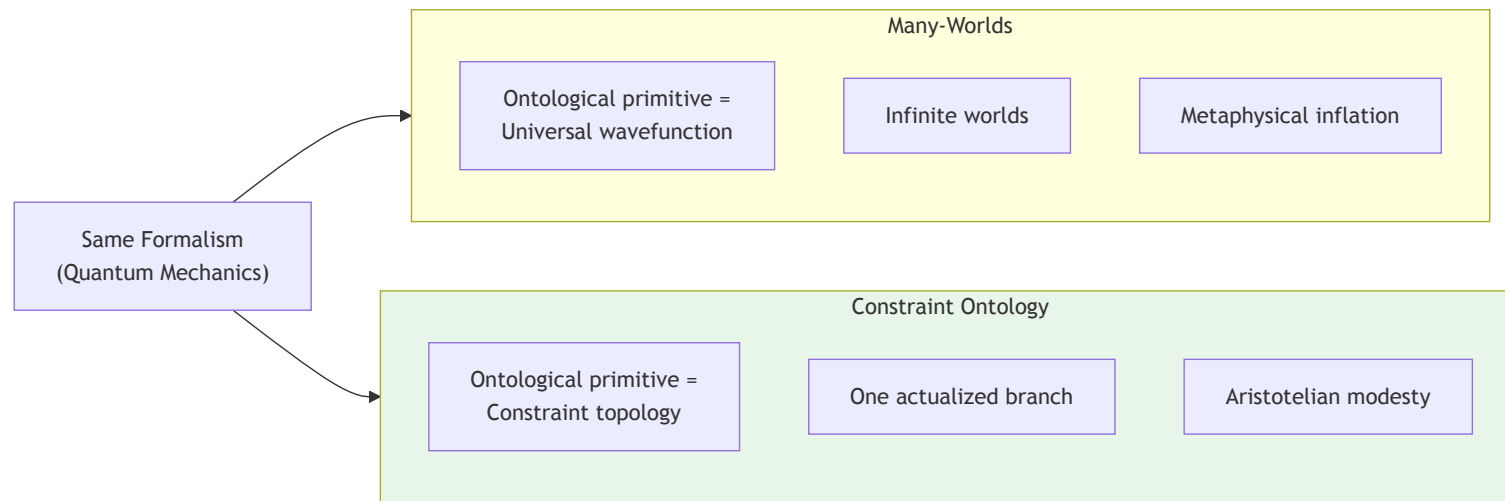 Many-Worlds
Ontological primitive =
Universal wavefunction
Infinite worlds
Metaphysical inflation
Same Formalism
(Quantum Mechanics)
Constraint Ontology
Ontological primitive =
Constraint topology
One actualized branch
Aristotelian modesty